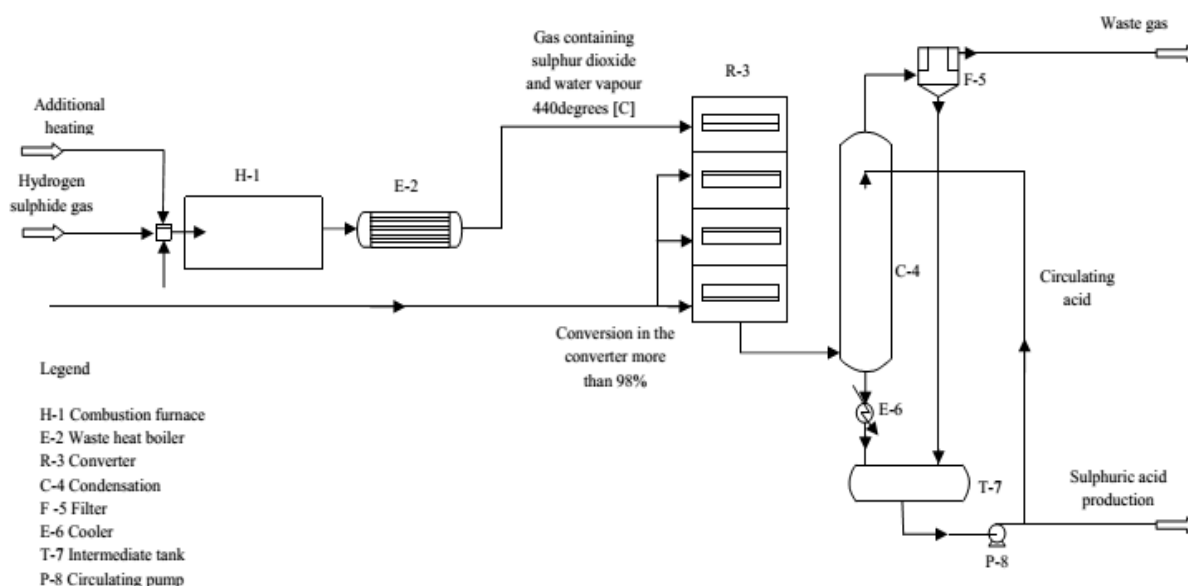 Waste gas
Gas containing
sulphur dioxide
and water vapour
440degrees [C]
R-3
F-5
Additional
heating
Hydrogen
sulphide gas
H-1
E-2
C-4
Circulating
acid
Conversion in the
converter more
than 98%
Legend
H-1 Combustion furnace
E-2 Waste heat boiler
R-3 Converter
C-4 Condensation
F -5 Filter
E-6 Cooler
T-7 Intermediate tank
P-8 Circulating pump
E-6
T-7
Sulphuric acid
production
P-8